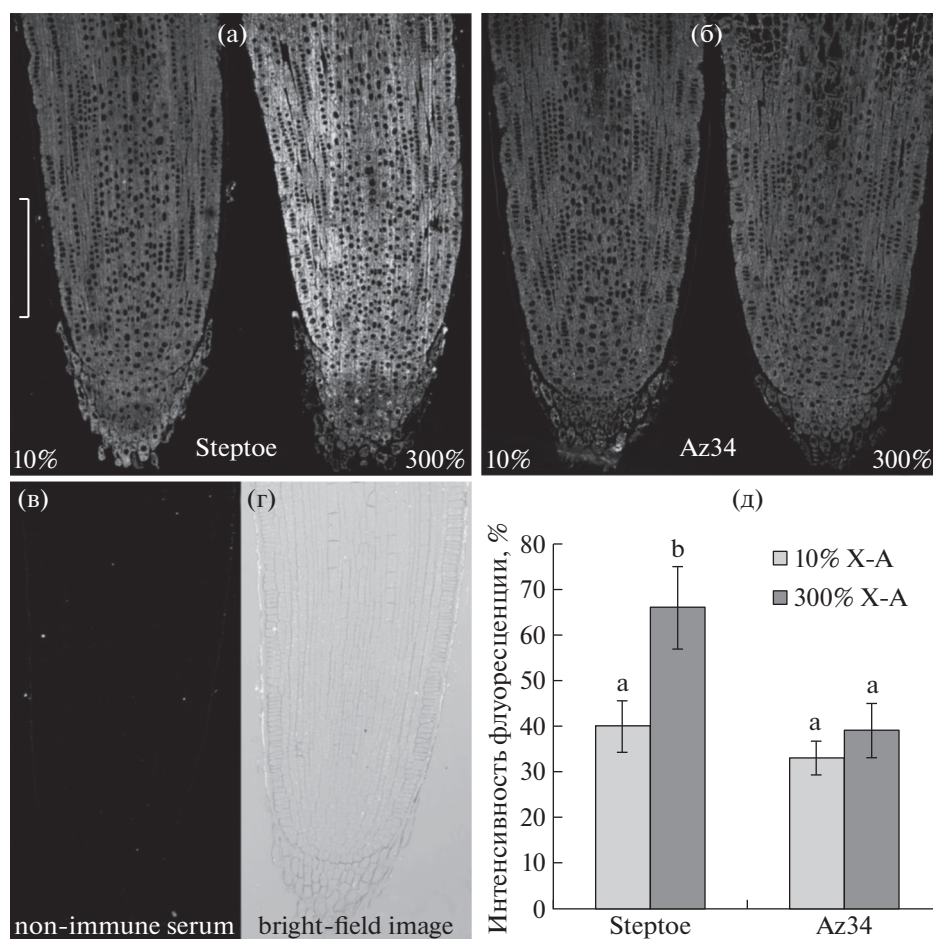 (а)
10%
Steptoe
300%
(б)
10%
Az34
300%
(в)
non-immune serum
(г)
bright-field image
(д)
Интенсивность флуоресценции, %
80
70
60
50
40
30
20
10
0
a
b
a
a
10% Х-А
300% Х-А
Steptoe
Az34